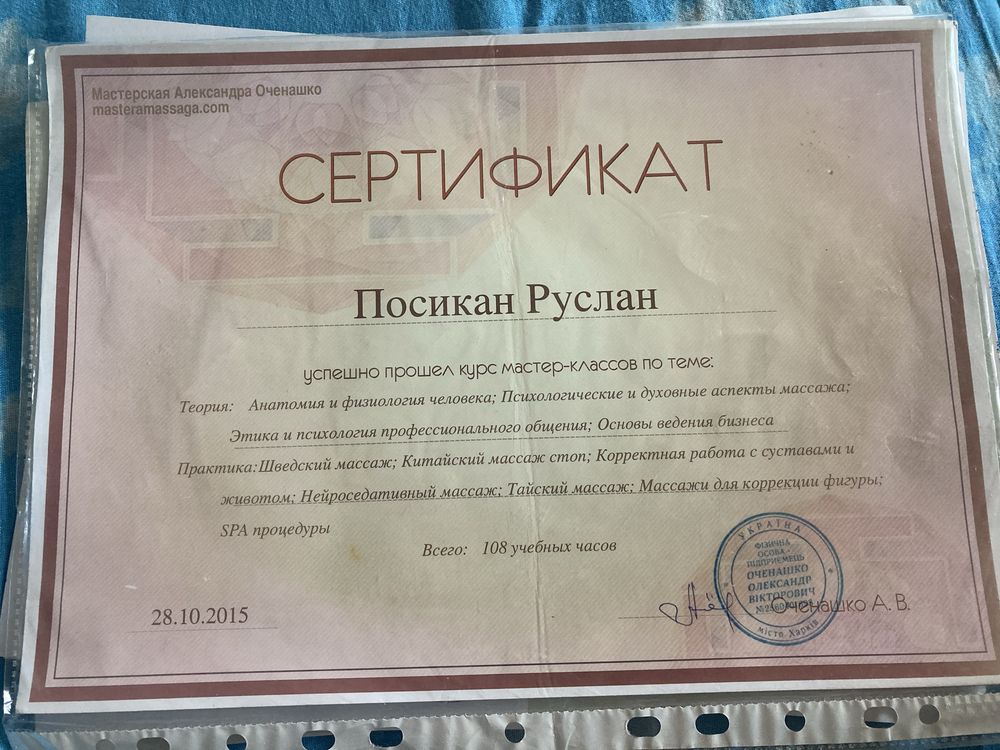 Мастерская Александра Оченашко
masteramassaga.com
СЕРТИФИКАТ
Посикан Руслан
успешно прошел курс мастер-классов по теме:
Теория: Анатомия и физиология человека; Психологические и духовные аспекты массажа;
Этика и психология профессионального общения; Основы ведения бизнеса
Практика: Шведский массаж; Китайский массаж стоп; Корректная работа с суставами и
животом; Нейроседативный массаж; Тайский массаж; Массажи для коррекции фигуры;
SPA процедуры
Всего: 108 учебных часов
УКРАЇНА
ФІЗИЧНА
ОСОБА -
ПІДПРИЄМЕЦЬ
ОЧЕНАШКО
ОЛЕКСАНДР
ВІКТОРОВИЧ
місто Харків
28.10.2015
Оченашко А. В.